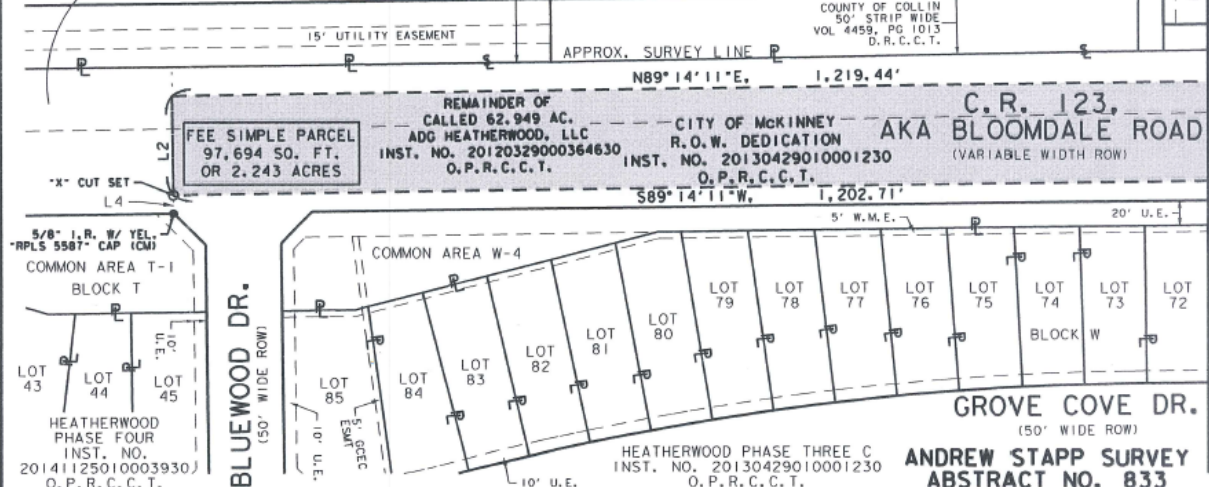 COUNTY OF COLLIN
50' STRIP WIDE
VOL 4459, PG 1013
D.R.C.C.T.
15' UTILITY EASEMENT
APPROX. SURVEY LINE
N89°14'11"E, 1,219.44'
L2
FEE SIMPLE PARCEL
97,694 SQ. FT.
OR 2.243 ACRES
REMAINDER OF
CALLED 62.949 AC.
ADG HEATHERWOOD, LLC
INST. NO. 20120329000364630
O.P.R.C.C.T.
CITY OF McKINNEY
R.O.W. DEDICATION
INST. NO. 20130429010001230
O.P.R.C.C.T.
C.R. 123,
AKA BLOOMDALE ROAD
(VARIABLE WIDTH ROW)
"X" CUT SET
L4
S89°14'11"W, 1,202.71'
5/8" I.R. W/ YEL.
"RPLS 5587" CAP (CM)
5' W.M.E.
20' U.E.
COMMON AREA T-1
BLOCK T
COMMON AREA W-4
10'
U.E.
LOT
43
LOT
44
LOT
45
HEATHERWOOD
PHASE FOUR
INST. NO.
20141125010003930
O.P.R.C.C.T.
BLUEWOOD DR.
(50' WIDE ROW)
10' U.E.
LOT
85
5' GCEC
ESMT
LOT
84
LOT
83
LOT
82
LOT
81
LOT
80
LOT
79
LOT
78
LOT
77
LOT
76
LOT
75
LOT
74
LOT
73
LOT
72
BLOCK W
GROVE COVE DR.
(50' WIDE ROW)
10' U.E.
HEATHERWOOD PHASE THREE C
INST. NO. 20130429010001230
O.P.R.C.C.T.
ANDREW STAPP SURVEY
ABSTRACT NO. 833